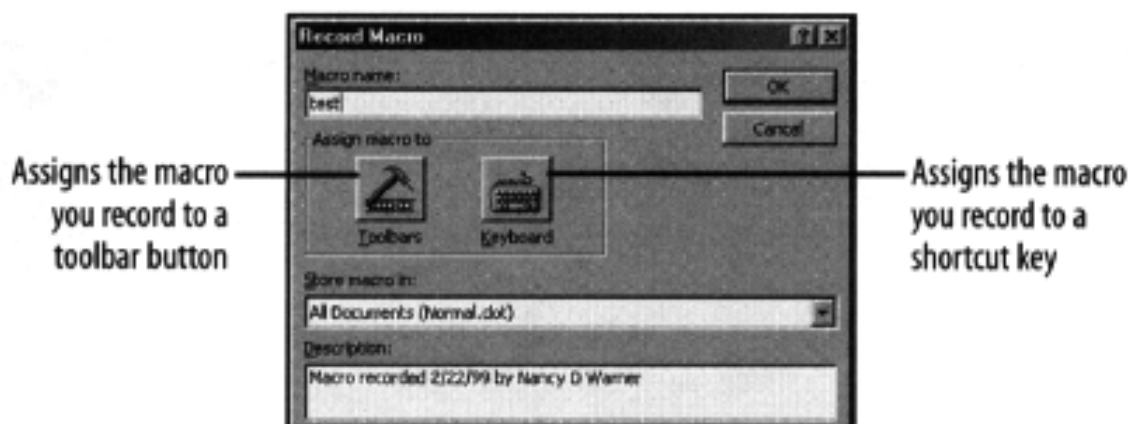 Record Macro
Macro name:
test
OK
Cancel
Assign macro to
Toolbars
Keyboard
Assigns the macro
you record to a
toolbar button
Assigns the macro
you record to a
shortcut key
Store macro in:
All Documents (Normal.dot)
Description:
Macro recorded 2/22/99 by Nancy D Warner